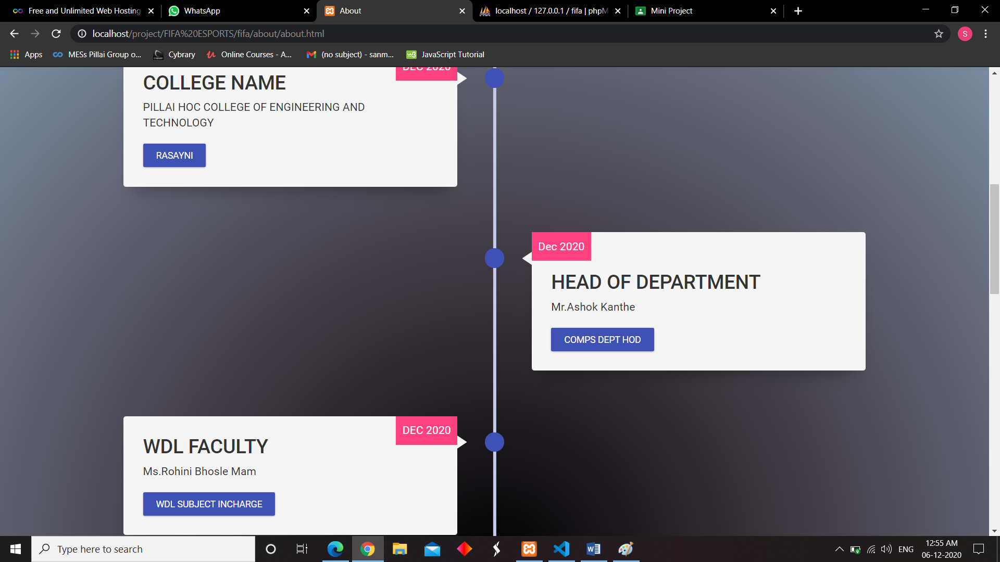 Free and Unlimited Web Hosting
WhatsApp
About
localhost / 127.0.0.1 / fifa | phpM
Mini Project
localhost/project/FIFA%20ESPORTS/fifa/about/about.html
S
Apps
MESs Pillai Group o...
Cybrary
Online Courses - A...
(no subject) - sanm...
JavaScript Tutorial
DEC 2020
COLLEGE NAME
PILLAI HOC COLLEGE OF ENGINEERING AND
TECHNOLOGY
RASAYNI
Dec 2020
HEAD OF DEPARTMENT
Mr.Ashok Kanthe
COMPS DEPT HOD
DEC 2020
WDL FACULTY
Ms.Rohini Bhosle Mam
WDL SUBJECT INCHARGE
Type here to search
ENG
12:55 AM
06-12-2020